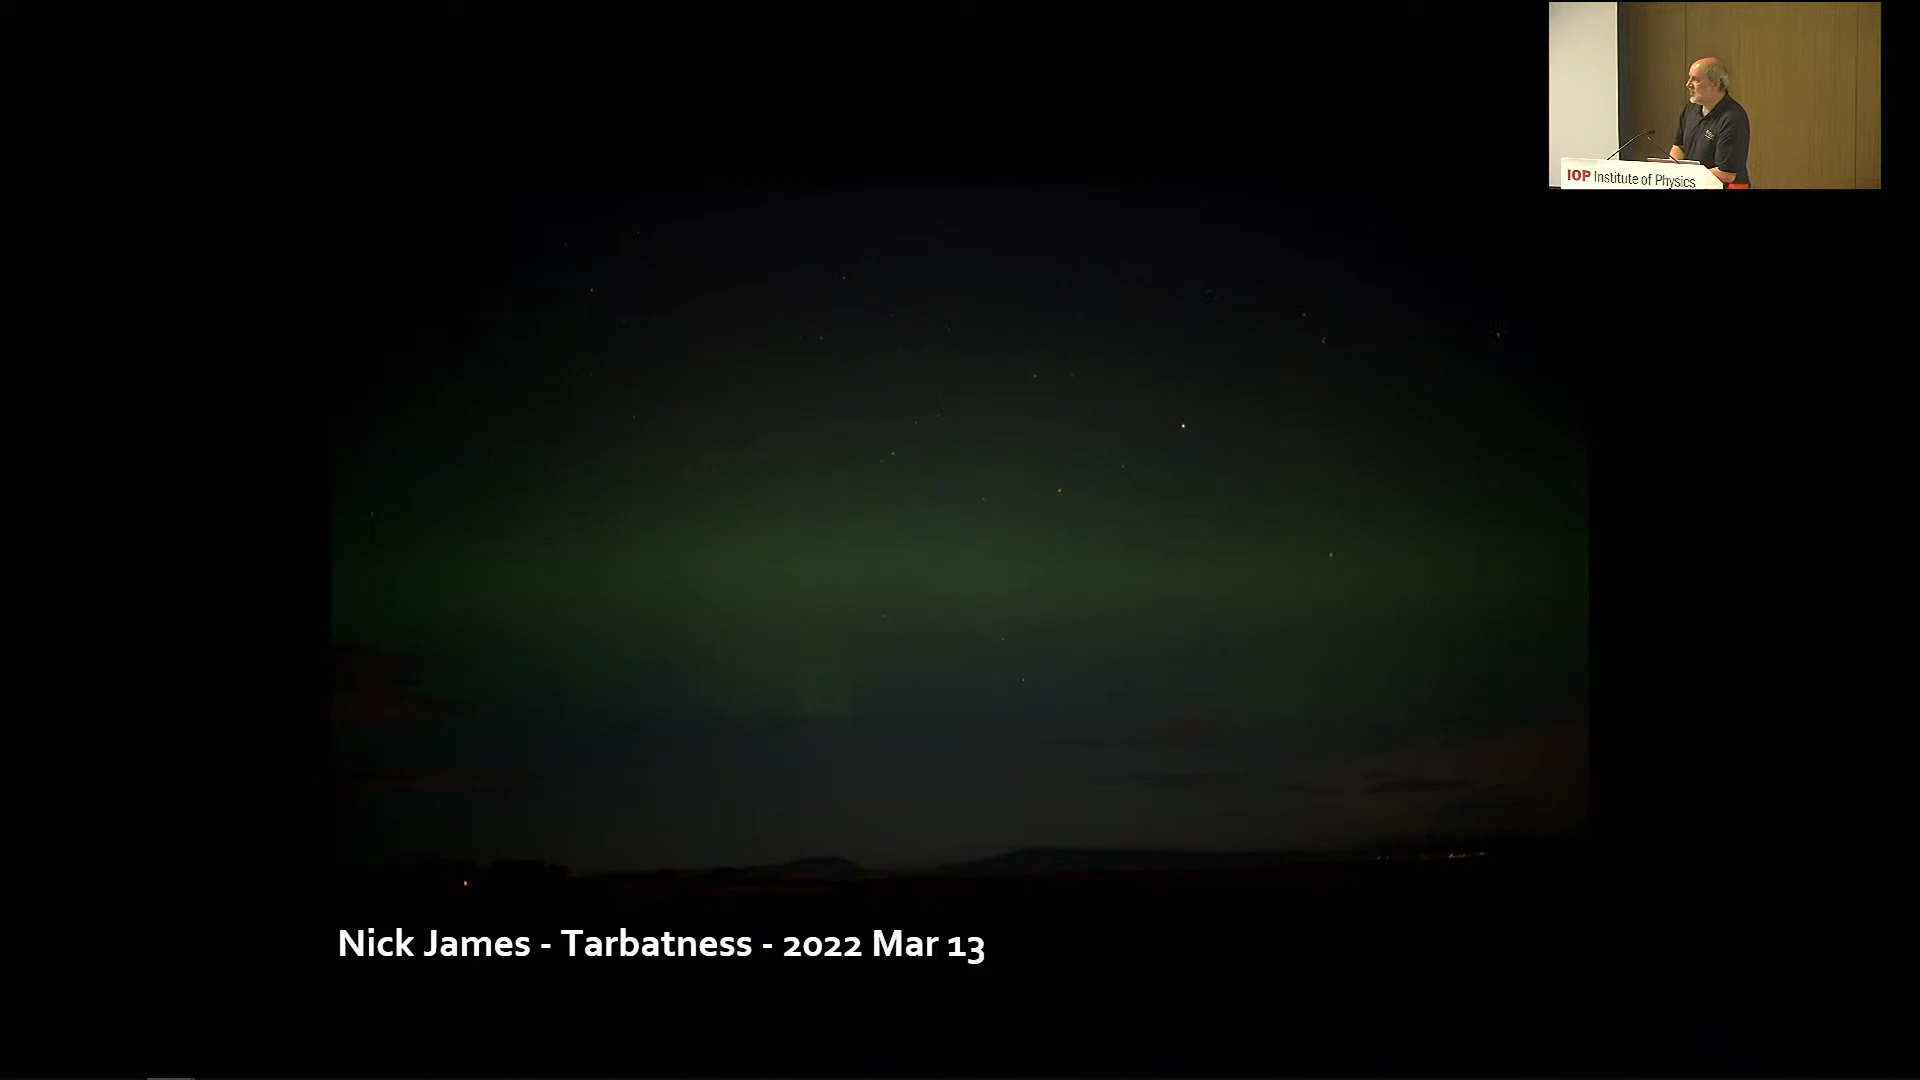 IOP Institute of Physics
Nick James - Tarbatness - 2022 Mar 13